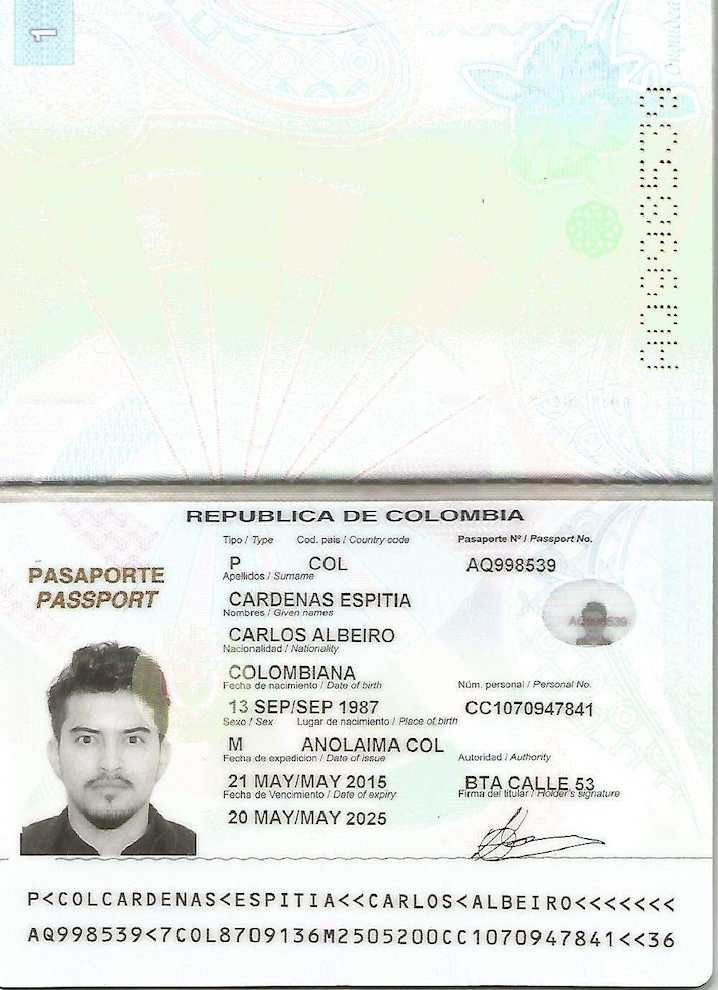 1
AQ998539
REPUBLICA DE COLOMBIA
Tipo / Type Cod. país / Country code Pasaporte Nº / Passport No.
P COL AQ998539
PASAPORTE
PASSPORT
Apellidos / Surname
CARDENAS ESPITIA
AQ998539
Nombres / Given names
CARLOS ALBEIRO
Nacionalidad / Nationality
COLOMBIANA
Fecha de nacimiento / Date of birth Núm. personal / Personal No.
13 SEP/SEP 1987 CC1070947841
Sexo / Sex Lugar de nacimiento / Place of birth
M ANOLAIMA COL
Fecha de expedicion / Date of issue Autoridad / Authority
21 MAY/MAY 2015 BTA CALLE 53
Fecha de Vencimiento / Date of expiry Firma del titular / Holder's signature
20 MAY/MAY 2025
P<COLCARDENAS<ESPITIA<<CARLOS<ALBEIRO<<<<<<<
AQ998539<7COL8709136M2505200CC1070947841<<36